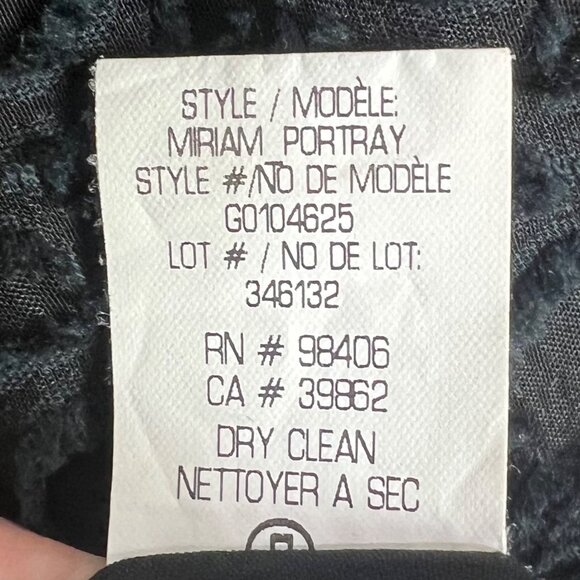 STYLE / MODÈLE:
MIRIAM PORTRAY
STYLE #/NO DE MODÈLE
G0104625
LOT # / NO DE LOT:
346132
RN # 98406
CA # 39862
DRY CLEAN
NETTOYER A SEC